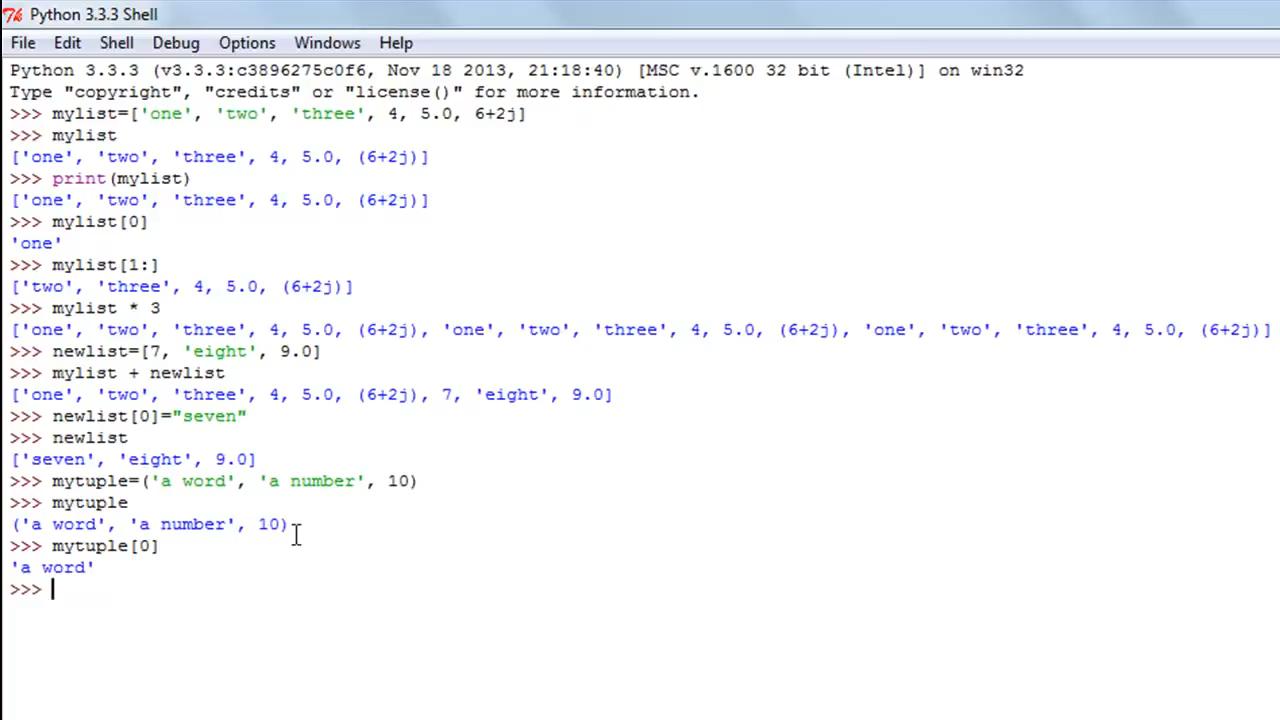 Python 3.3.3 Shell
File Edit Shell Debug Options Windows Help
Python 3.3.3 (v3.3.3:c3896275c0f6, Nov 18 2013, 21:18:40) [MSC v.1600 32 bit (Intel)] on win32
Type "copyright", "credits" or "license()" for more information.
>>> mylist=['one', 'two', 'three', 4, 5.0, 6+2j]
>>> mylist
['one', 'two', 'three', 4, 5.0, (6+2j)]
>>> print(mylist)
['one', 'two', 'three', 4, 5.0, (6+2j)]
>>> mylist[0]
'one'
>>> mylist[1:]
['two', 'three', 4, 5.0, (6+2j)]
>>> mylist * 3
['one', 'two', 'three', 4, 5.0, (6+2j), 'one', 'two', 'three', 4, 5.0, (6+2j), 'one', 'two', 'three', 4, 5.0, (6+2j)]
>>> newlist=[7, 'eight', 9.0]
>>> mylist + newlist
['one', 'two', 'three', 4, 5.0, (6+2j), 7, 'eight', 9.0]
>>> newlist[0]="seven"
>>> newlist
['seven', 'eight', 9.0]
>>> mytuple=('a word', 'a number', 10)
>>> mytuple
('a word', 'a number', 10)
>>> mytuple[0]
'a word'
>>>